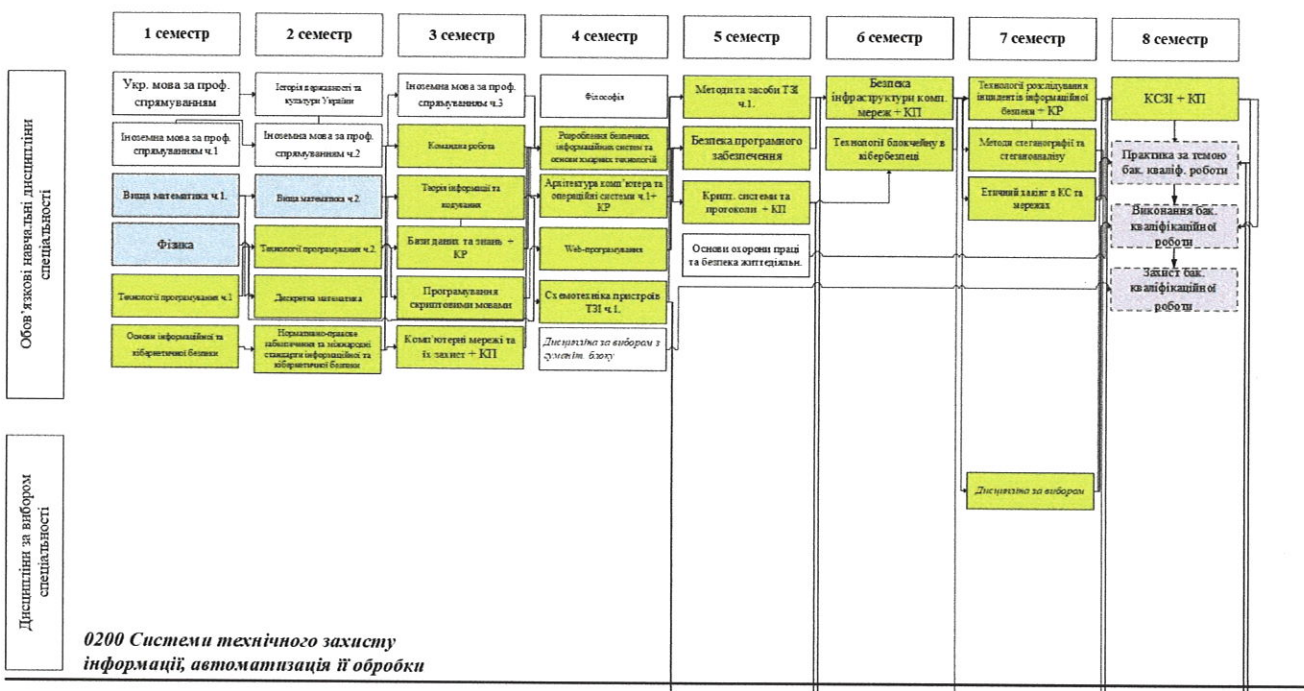 1 семестр
2 семестр
3 семестр
4 семестр
5 семестр
6 семестр
7 семестр
8 семестр
Обов'язкові навчальні дисципліни
спеціальності
Укр. мова за проф.
спрямуванням
Іноземна мова за проф.
спрямуванням ч.1
Вища математика ч.1.
Фізика
Технології програмування ч.1
Основи інформаційної та
кібернетичної безпеки
Історія державності та
культури України
Іноземна мова за проф.
спрямуванням ч.2
Вища математика ч.2.
Технології програмування ч.2.
Дискретна математика
Нормативно-правове
забезпечення та міжнародні
стандарти інформаційної та
кібернетичної безпеки
Іноземна мова за проф.
спрямуванням ч.3
Командна робота
Теорія інформації та
кодування
Бази даних та знань +
КР
Програмування
скриптовими мовами
Комп'ютерні мережі та
їх захист + КП
Філософія
Розроблення безпечних
інформаційних систем та
основи хмарних технологій
Архітектура комп'ютера та
операційні системи ч.1+
КР
Web-програмування
Схемотехніка пристроїв
ТЗІ ч.1.
Дисципліна за вибором з
гуманіт. блоку
Методи та засоби ТЗІ
ч.1.
Безпека програмного
забезпечення
Крипт. системи та
протоколи + КП
Основи охорони праці
та безпека життєдіяльн.
Безпека
інфраструктури комп.
мереж + КП
Технології блокчейну в
кібербезпеці
Технології розслідування
інцидентів інформаційної
безпеки + КР
Методи стеганографії та
стегоаналізу
Етичний хакінг в КС та
мережах
КСЗІ + КП
Практика за темою
бак. кваліф. роботи
Виконання бак.
кваліфікаційної
роботи
Захист бак.
кваліфікаційної
роботи
Дисципліни за вибором
спеціальності
Дисципліна за вибором
0200 Системи технічного захисту
інформації, автоматизація її обробки